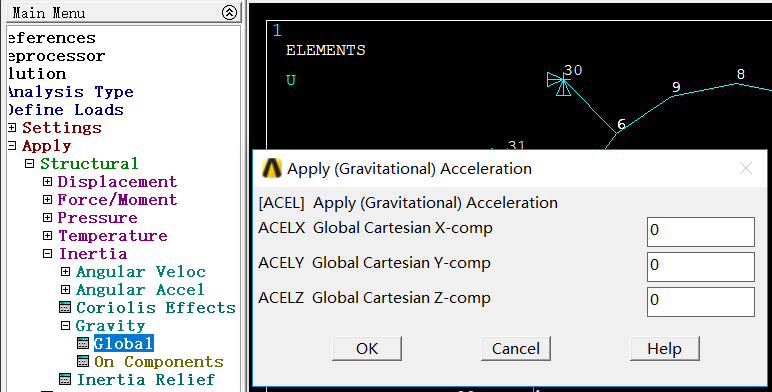 Main Menu
eferences
eprocessor
lution
Analysis Type
Define Loads
Settings
Apply
Structural
Displacement
Force/Moment
Pressure
Temperature
Inertia
Angular Veloc
Angular Accel
Coriolis Effects
Gravity
Global
On Components
Inertia Relief
1
ELEMENTS
U
30
9
8
6
31
Apply (Gravitational) Acceleration
[ACEL] Apply (Gravitational) Acceleration
ACELX Global Cartesian X-comp
0
ACELY Global Cartesian Y-comp
0
ACELZ Global Cartesian Z-comp
0
OK
Cancel
Help